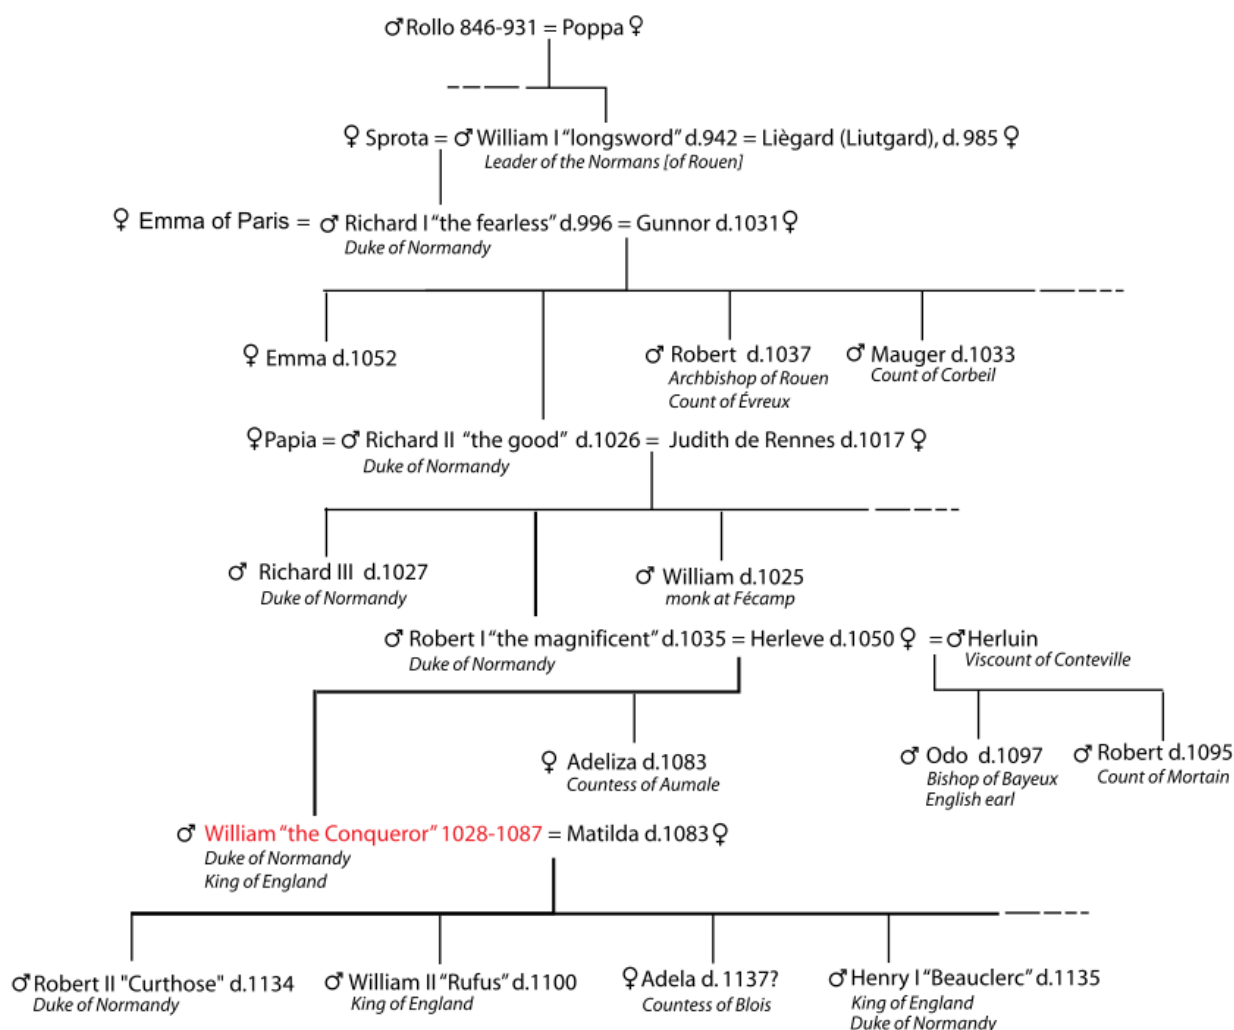 ♂Rollo 846-931 = Poppa♀
♀ Sprota = ♂ William I "longsword" d.942 = Liègard (Liutgard), d. 985 ♀
Leader of the Normans [of Rouen]
♀ Emma of Paris = ♂ Richard I "the fearless" d.996 = Gunnor d.1031♀
Duke of Normandy
♀ Emma d.1052
♂ Robert d.1037
Archbishop of Rouen
Count of Évreux
♂ Mauger d.1033
Count of Corbeil
♀Papia = ♂ Richard II "the good" d.1026 = Judith de Rennes d.1017 ♀
Duke of Normandy
♂ Richard III d.1027
Duke of Normandy
♂ William d.1025
monk at Fécamp
♂ Robert I "the magnificent" d.1035 = Herleve d.1050 ♀ = ♂Herluin
Duke of Normandy
Viscount of Conteville
♀ Adeliza d.1083
Countess of Aumale
♂ Odo d.1097
Bishop of Bayeux
English earl
♂ Robert d.1095
Count of Mortain
♂ William "the Conqueror" 1028-1087 = Matilda d.1083♀
Duke of Normandy
King of England
♂Robert II "Curthose" d.1134
Duke of Normandy
♂ William II "Rufus" d.1100
King of England
♀Adela d. 1137?
Countess of Blois
♂Henry I "Beauclerc" d.1135
King of England
Duke of Normandy